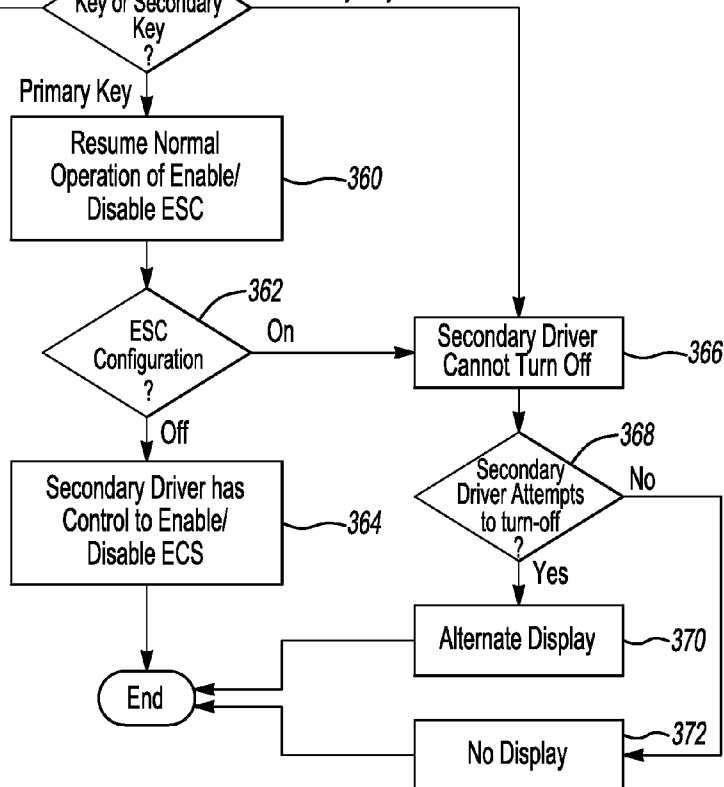 Key or Secondary
Key
?
Primary Key
Resume Normal
Operation of Enable/
Disable ESC
360
362
ESC
Configuration
?
On
Off
Secondary Driver
Cannot Turn Off
366
368
Secondary
Driver Attempts
to turn-off
?
No
Yes
Secondary Driver has
Control to Enable/
Disable ECS
364
Alternate Display
370
End
372
No Display